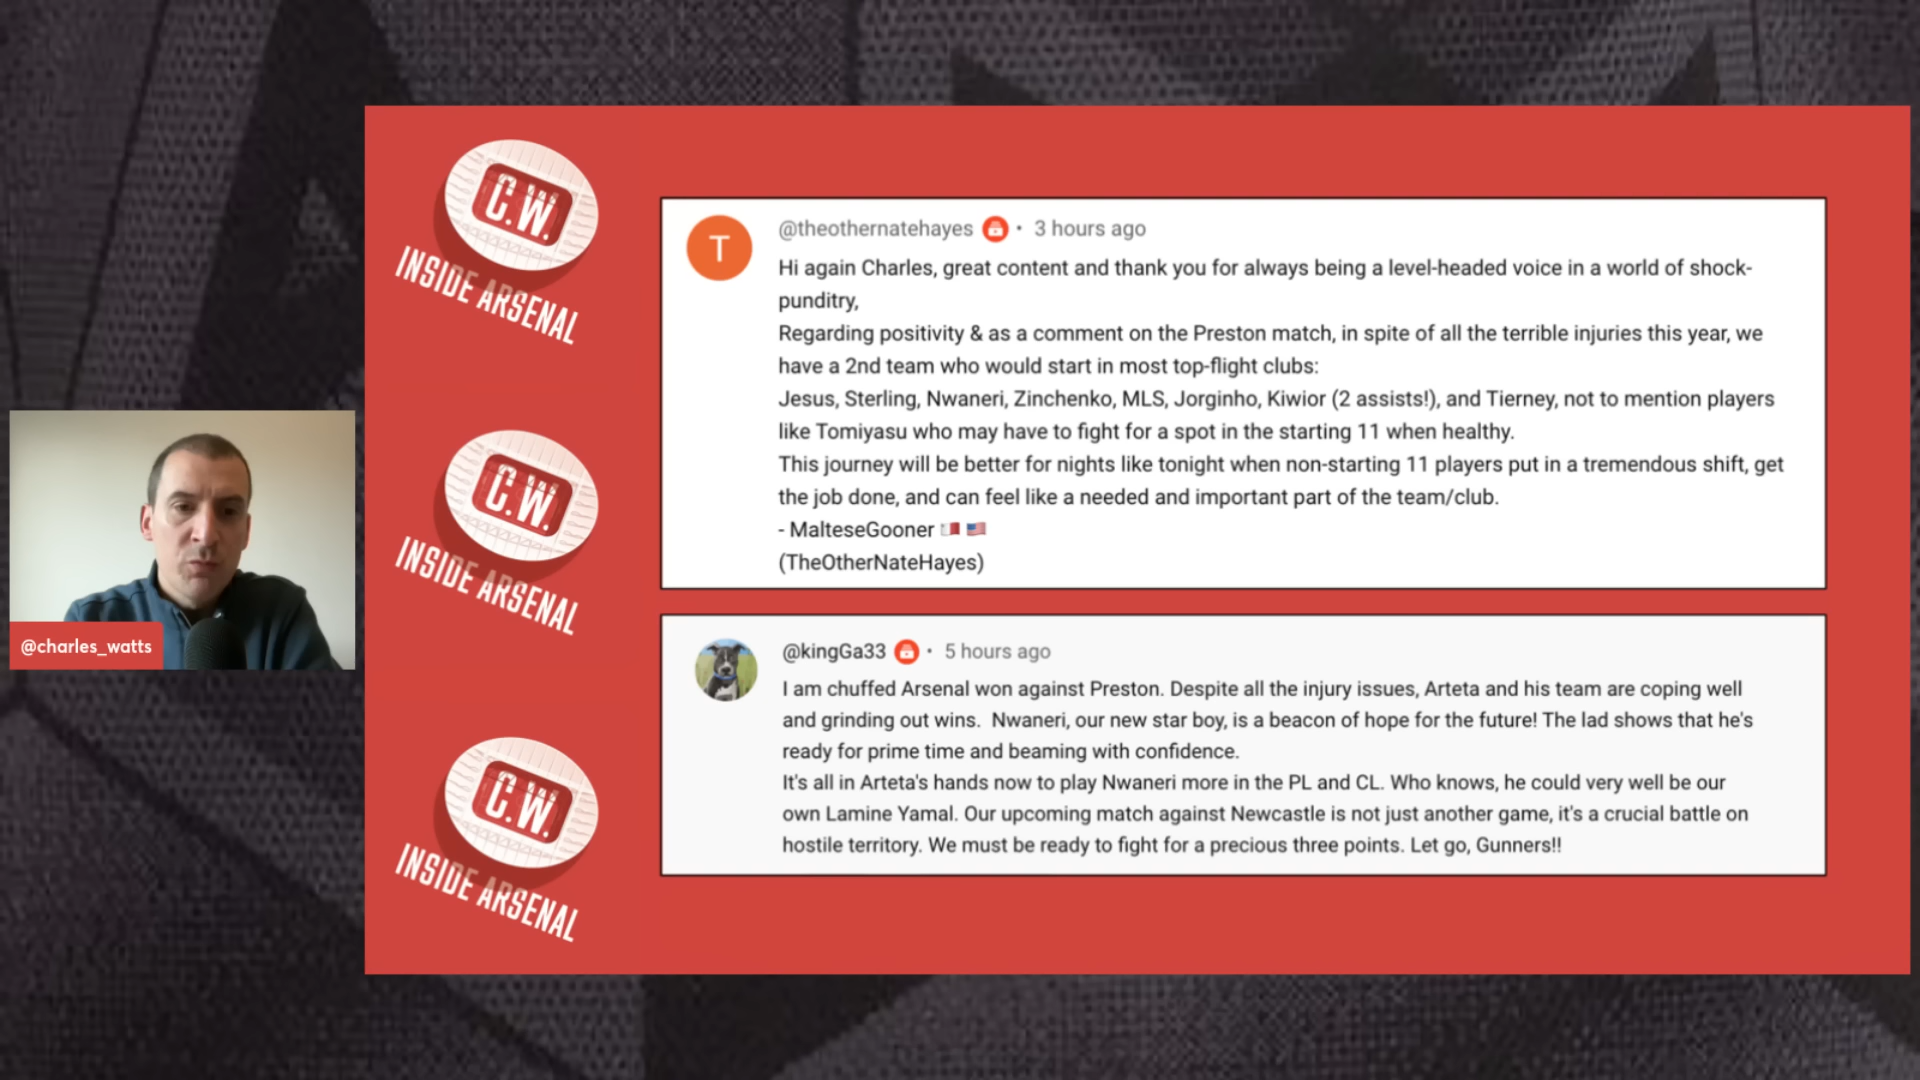 C.W.
INSIDE ARSENAL
C.W.
INSIDE ARSENAL
C.W.
INSIDE ARSENAL
@charles_watts
T
@theothernatehayes • 3 hours ago
Hi again Charles, great content and thank you for always being a level-headed voice in a world of shock-
punditry,
Regarding positivity & as a comment on the Preston match, in spite of all the terrible injuries this year, we
have a 2nd team who would start in most top-flight clubs:
Jesus, Sterling, Nwaneri, Zinchenko, MLS, Jorginho, Kiwior (2 assists!), and Tierney, not to mention players
like Tomiyasu who may have to fight for a spot in the starting 11 when healthy.
This journey will be better for nights like tonight when non-starting 11 players put in a tremendous shift, get
the job done, and can feel like a needed and important part of the team/club.
- MalteseGooner 🇲🇹 🇺🇸
(TheOtherNateHayes)
@kingGa33 • 5 hours ago
I am chuffed Arsenal won against Preston. Despite all the injury issues, Arteta and his team are coping well
and grinding out wins. Nwaneri, our new star boy, is a beacon of hope for the future! The lad shows that he's
ready for prime time and beaming with confidence.
It's all in Arteta's hands now to play Nwaneri more in the PL and CL. Who knows, he could very well be our
own Lamine Yamal. Our upcoming match against Newcastle is not just another game, it's a crucial battle on
hostile territory. We must be ready to fight for a precious three points. Let go, Gunners!!